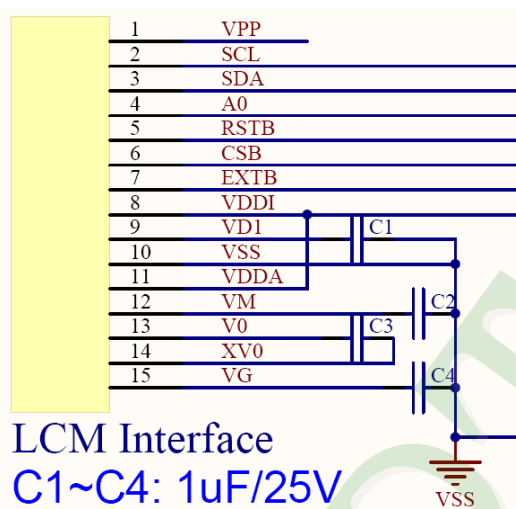 1 VPP
2 SCL
3 SDA
4 A0
5 RSTB
6 CSB
7 EXTB
8 VDDI
9 VD1 C1
10 VSS
11 VDDA
12 VM C2
13 V0 C3
14 XV0
15 VG C4
LCM Interface
C1~C4: 1uF/25V
VSS